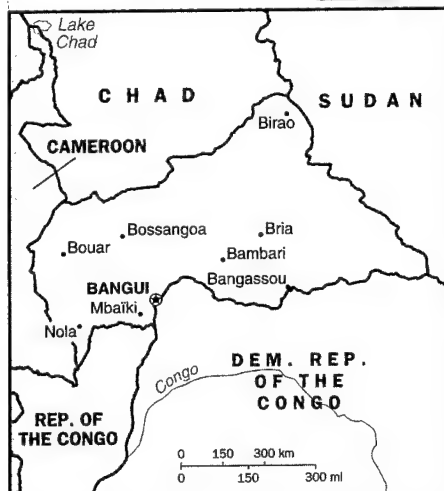 Lake
Chad
CHAD
SUDAN
Birao
CAMEROON
Bossangoa
Bria
Bouar
Bambari
BANGUI
Bangassou
Mbaïki
Nola
DEM. REP.
OF THE
CONGO
Congo
REP. OF
THE CONGO
0 150 300 km
0 150 300 mi